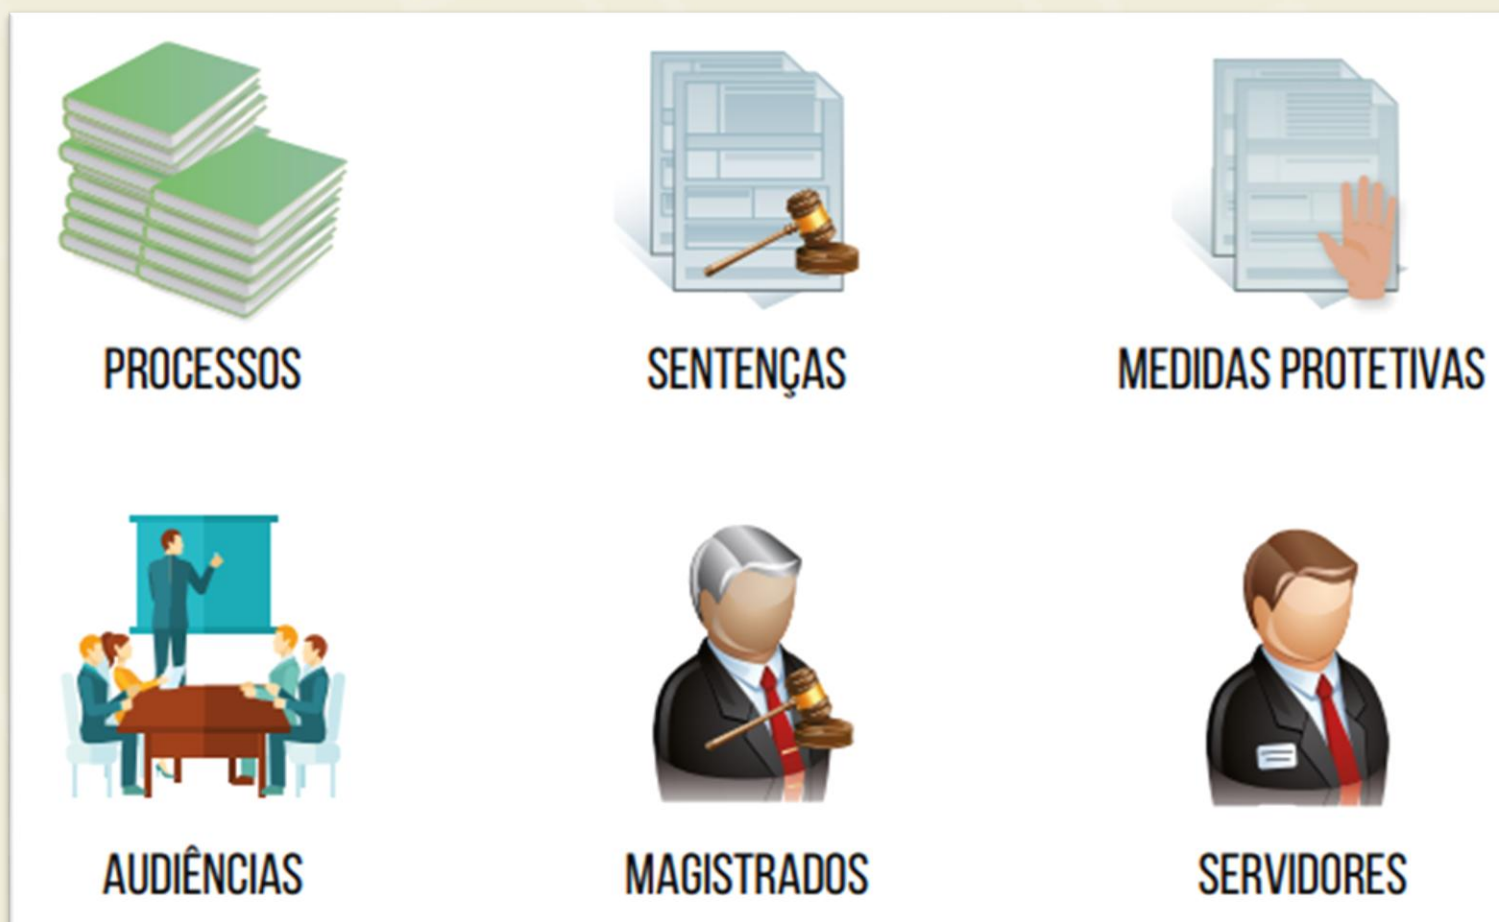 PROCESSOS
SENTENÇAS
MEDIDAS PROTETIVAS
AUDIÊNCIAS
MAGISTRADOS
SERVIDORES